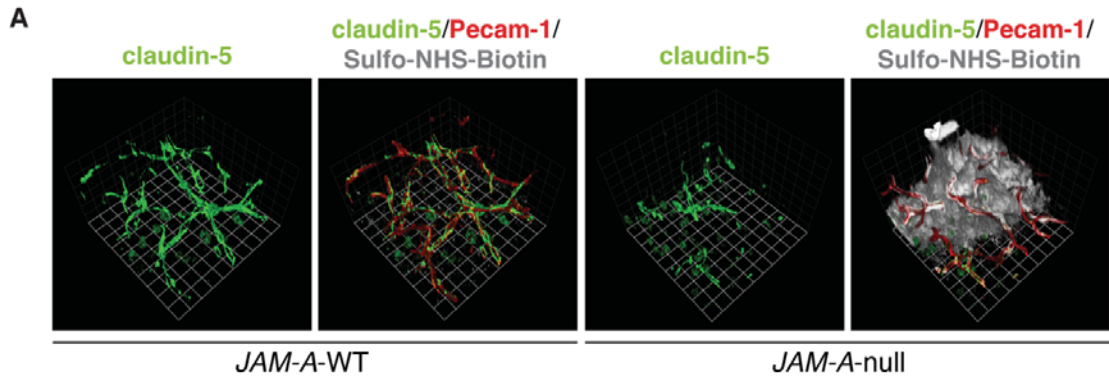 A
claudin-5
claudin-5/Pecam-1/
Sulfo-NHS-Biotin
claudin-5
claudin-5/Pecam-1/
Sulfo-NHS-Biotin
JAM-A-WT
JAM-A-null